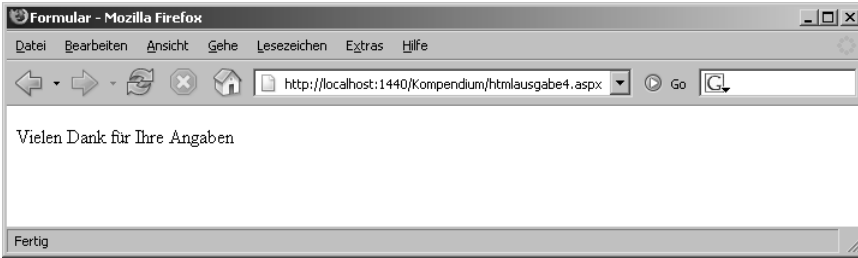 Formular - Mozilla Firefox
Datei Bearbeiten Ansicht Gehe Lesezeichen Extras Hilfe
http://localhost:1440/Kompendium/htmlausgabe4.aspx Go G
Vielen Dank für Ihre Angaben
Fertig